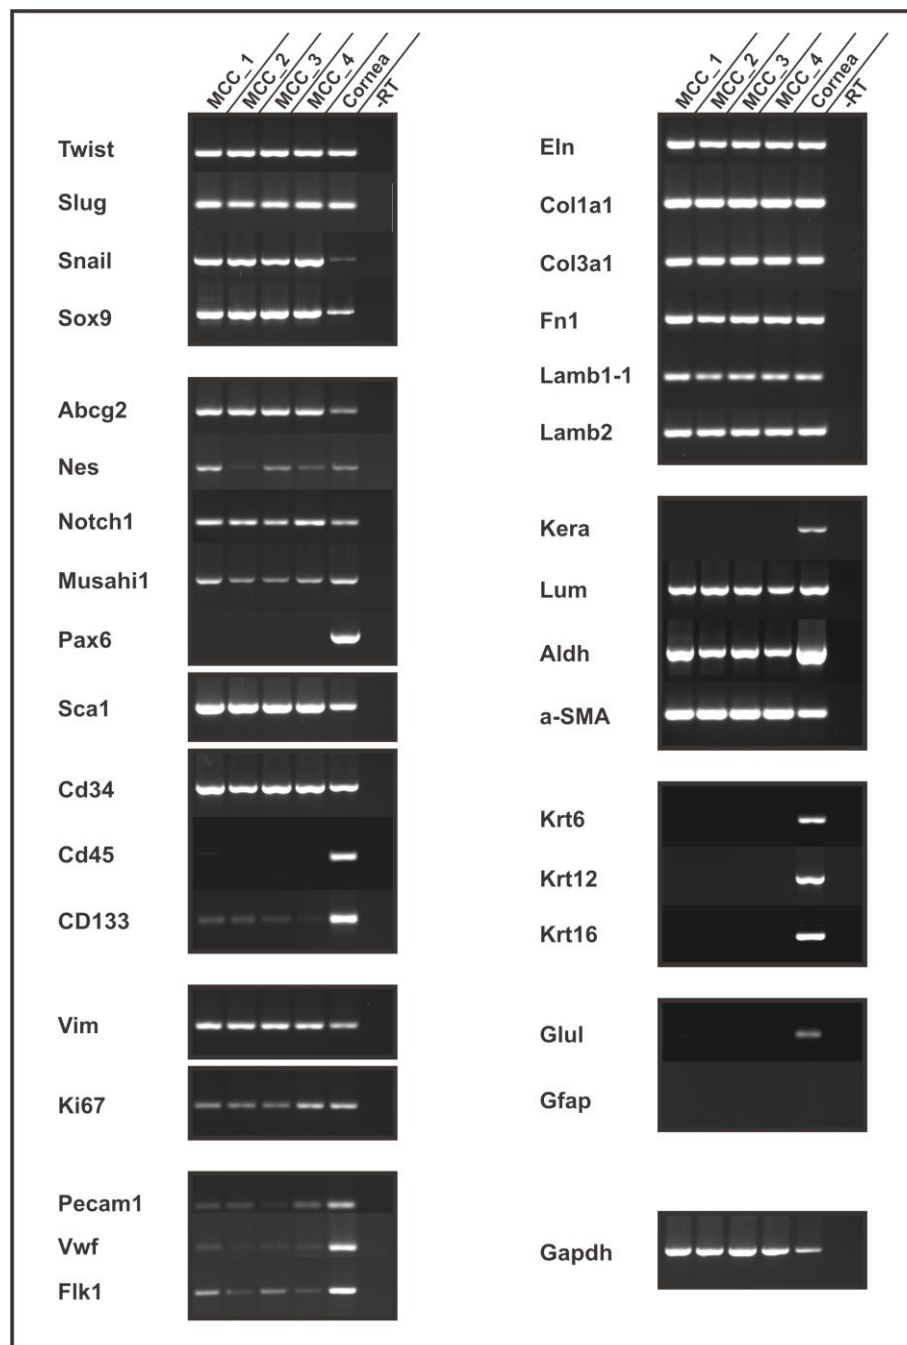 MCC_1 MCC_2 MCC_3 MCC_4 Cornea -RT
Twist
Slug
Snail
Sox9
Abcg2
Nes
Notch1
Musahi1
Pax6
Sca1
Cd34
Cd45
CD133
Vim
Ki67
Pecam1
Vwf
Flk1
MCC_1 MCC_2 MCC_3 MCC_4 Cornea -RT
Eln
Col1a1
Col3a1
Fn1
Lamb1-1
Lamb2
Kera
Lum
Aldh
a-SMA
Krt6
Krt12
Krt16
Glul
Gfap
Gapdh